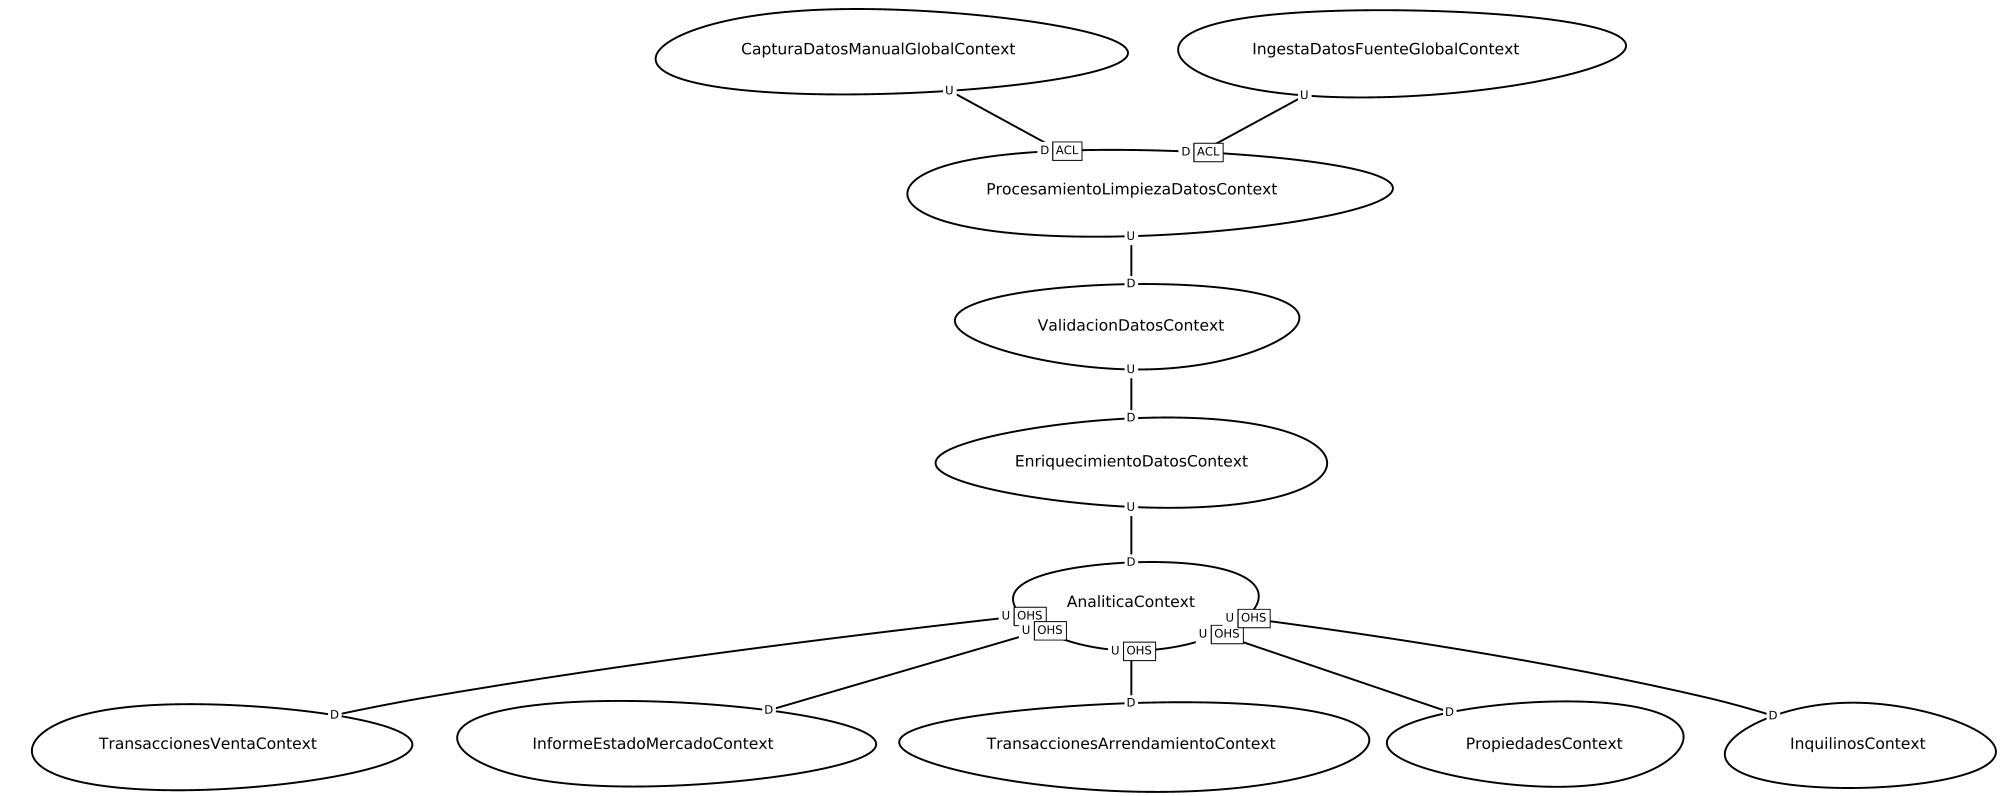 CapturaDatosManualGlobalContext
IngestaDatosFuenteGlobalContext
U
U
D ACL
D ACL
ProcesamientoLimpiezaDatosContext
U
D
ValidacionDatosContext
U
D
EnriquecimientoDatosContext
U
D
AnaliticaContext
U OHS
U OHS
U OHS
U OHS
U OHS
D
D
D
D
D
TransaccionesVentaContext
InformeEstadoMercadoContext
TransaccionesArrendamientoContext
PropiedadesContext
InquilinosContext